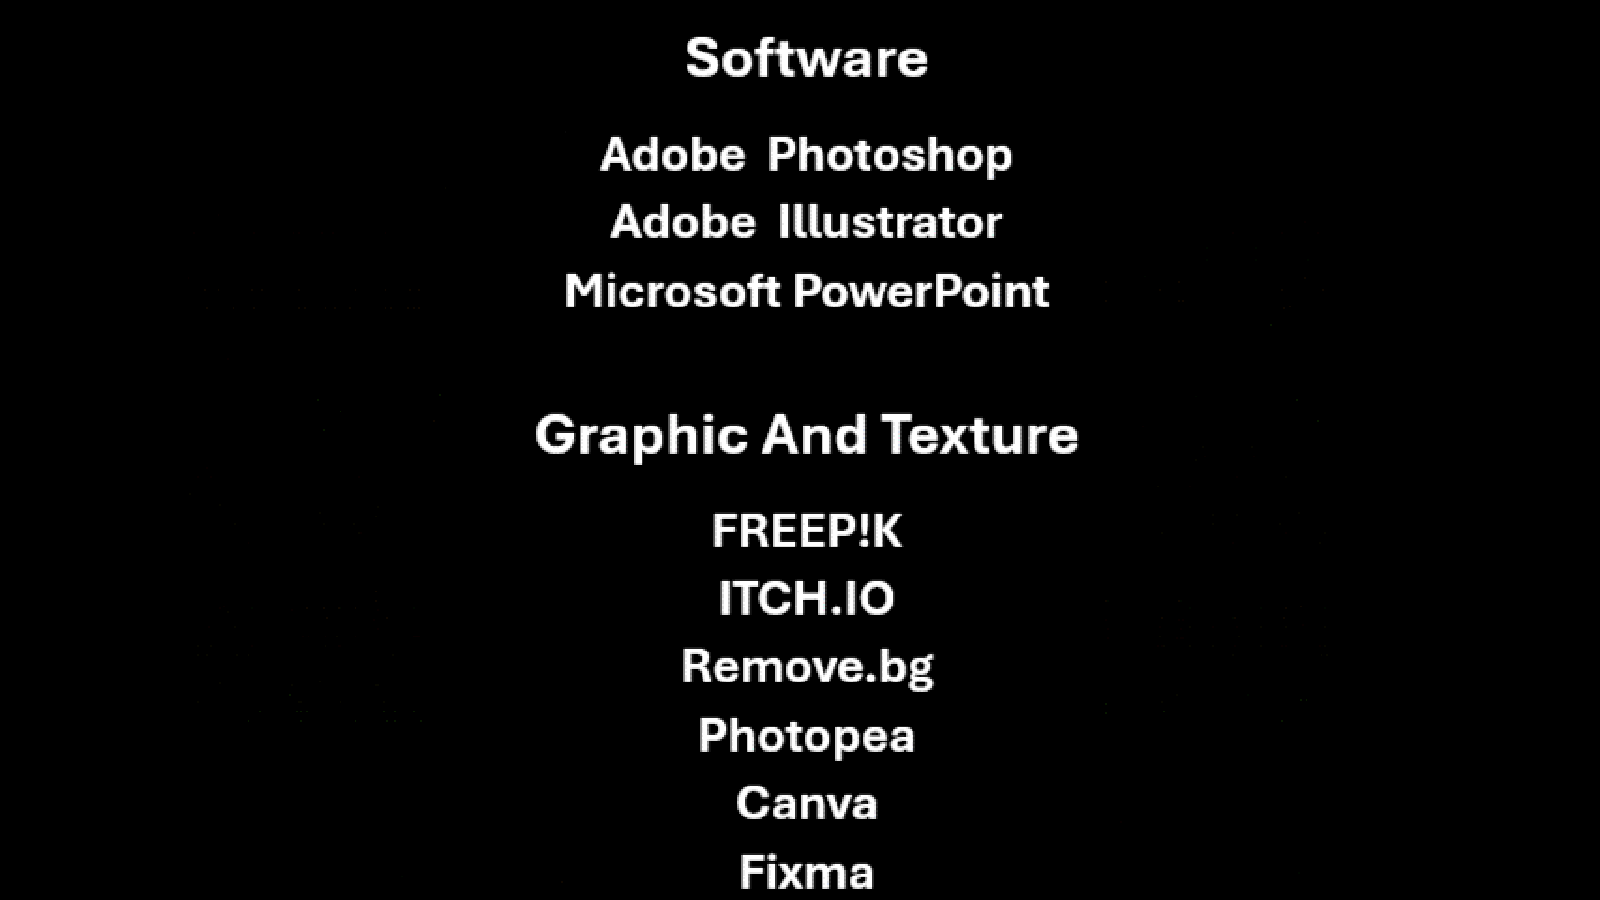 Software
Adobe Photoshop
Adobe Illustrator
Microsoft PowerPoint
Graphic And Texture
FREEP!K
ITCH.IO
Remove.bg
Photopea
Canva
Fixma